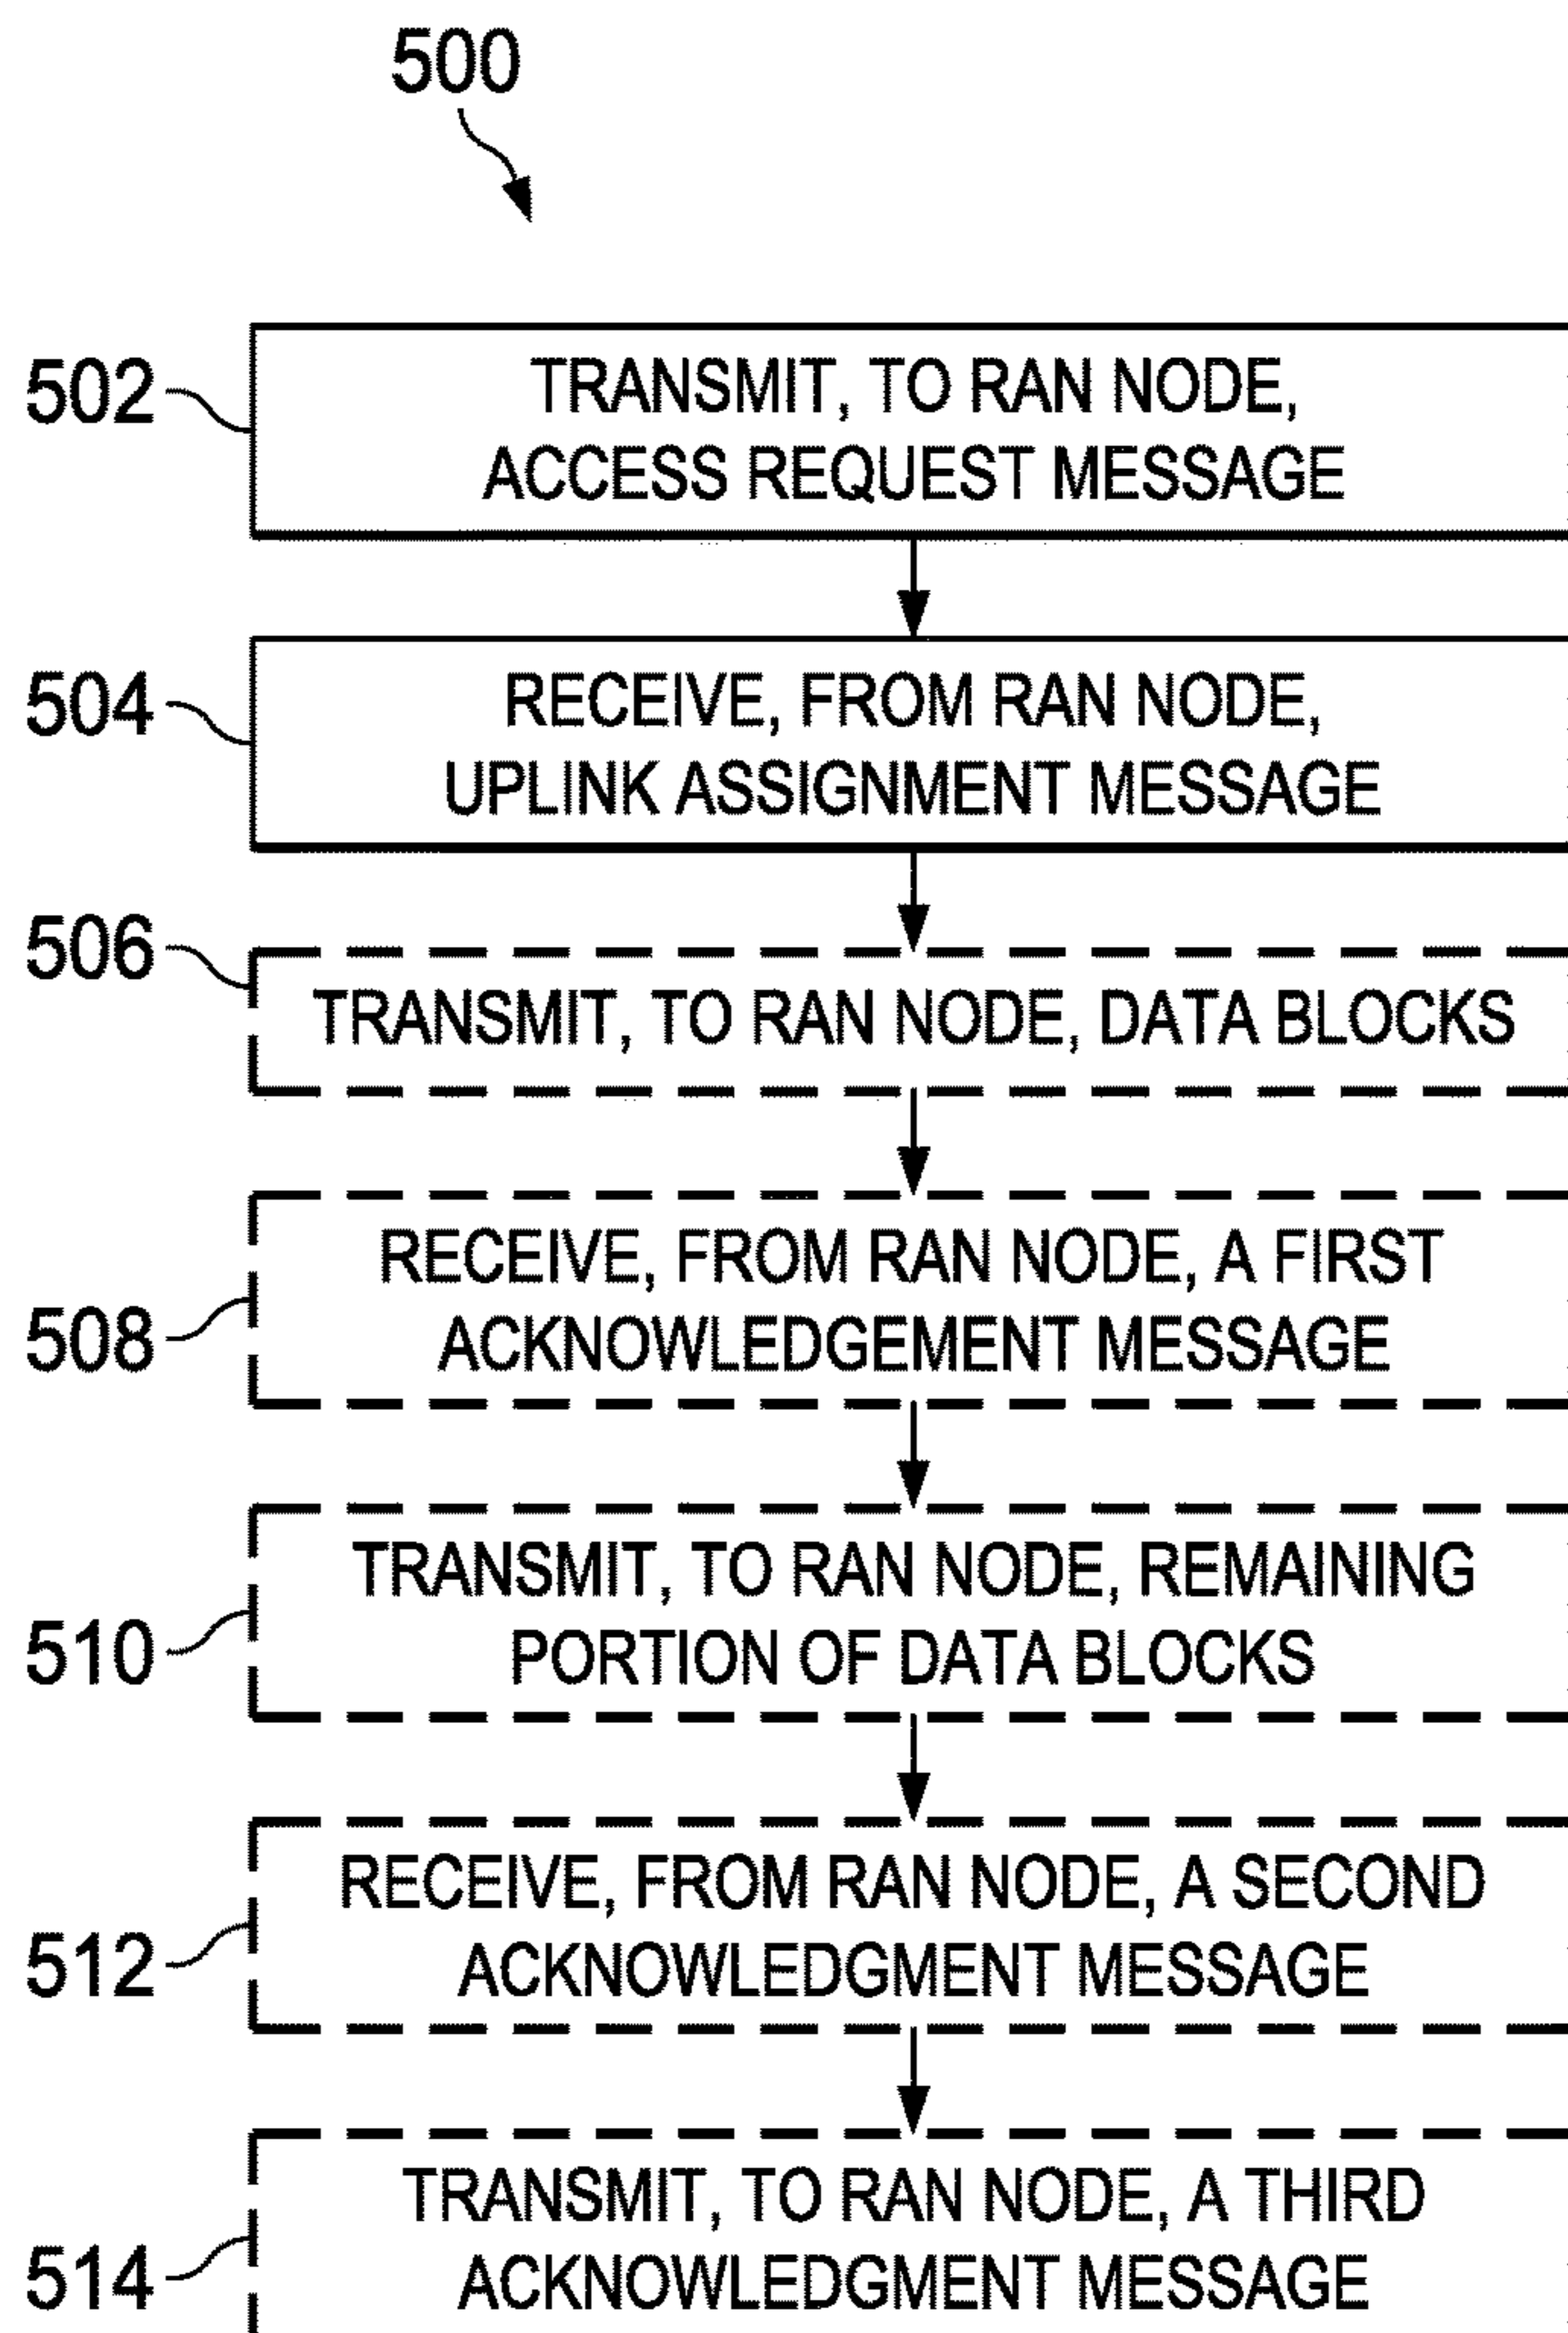 500
502
TRANSMIT, TO RAN NODE,
ACCESS REQUEST MESSAGE
504
RECEIVE, FROM RAN NODE,
UPLINK ASSIGNMENT MESSAGE
506
TRANSMIT, TO RAN NODE, DATA BLOCKS
508
RECEIVE, FROM RAN NODE, A FIRST
ACKNOWLEDGEMENT MESSAGE
510
TRANSMIT, TO RAN NODE, REMAINING
PORTION OF DATA BLOCKS
512
RECEIVE, FROM RAN NODE, A SECOND
ACKNOWLEDGMENT MESSAGE
514
TRANSMIT, TO RAN NODE, A THIRD
ACKNOWLEDGMENT MESSAGE